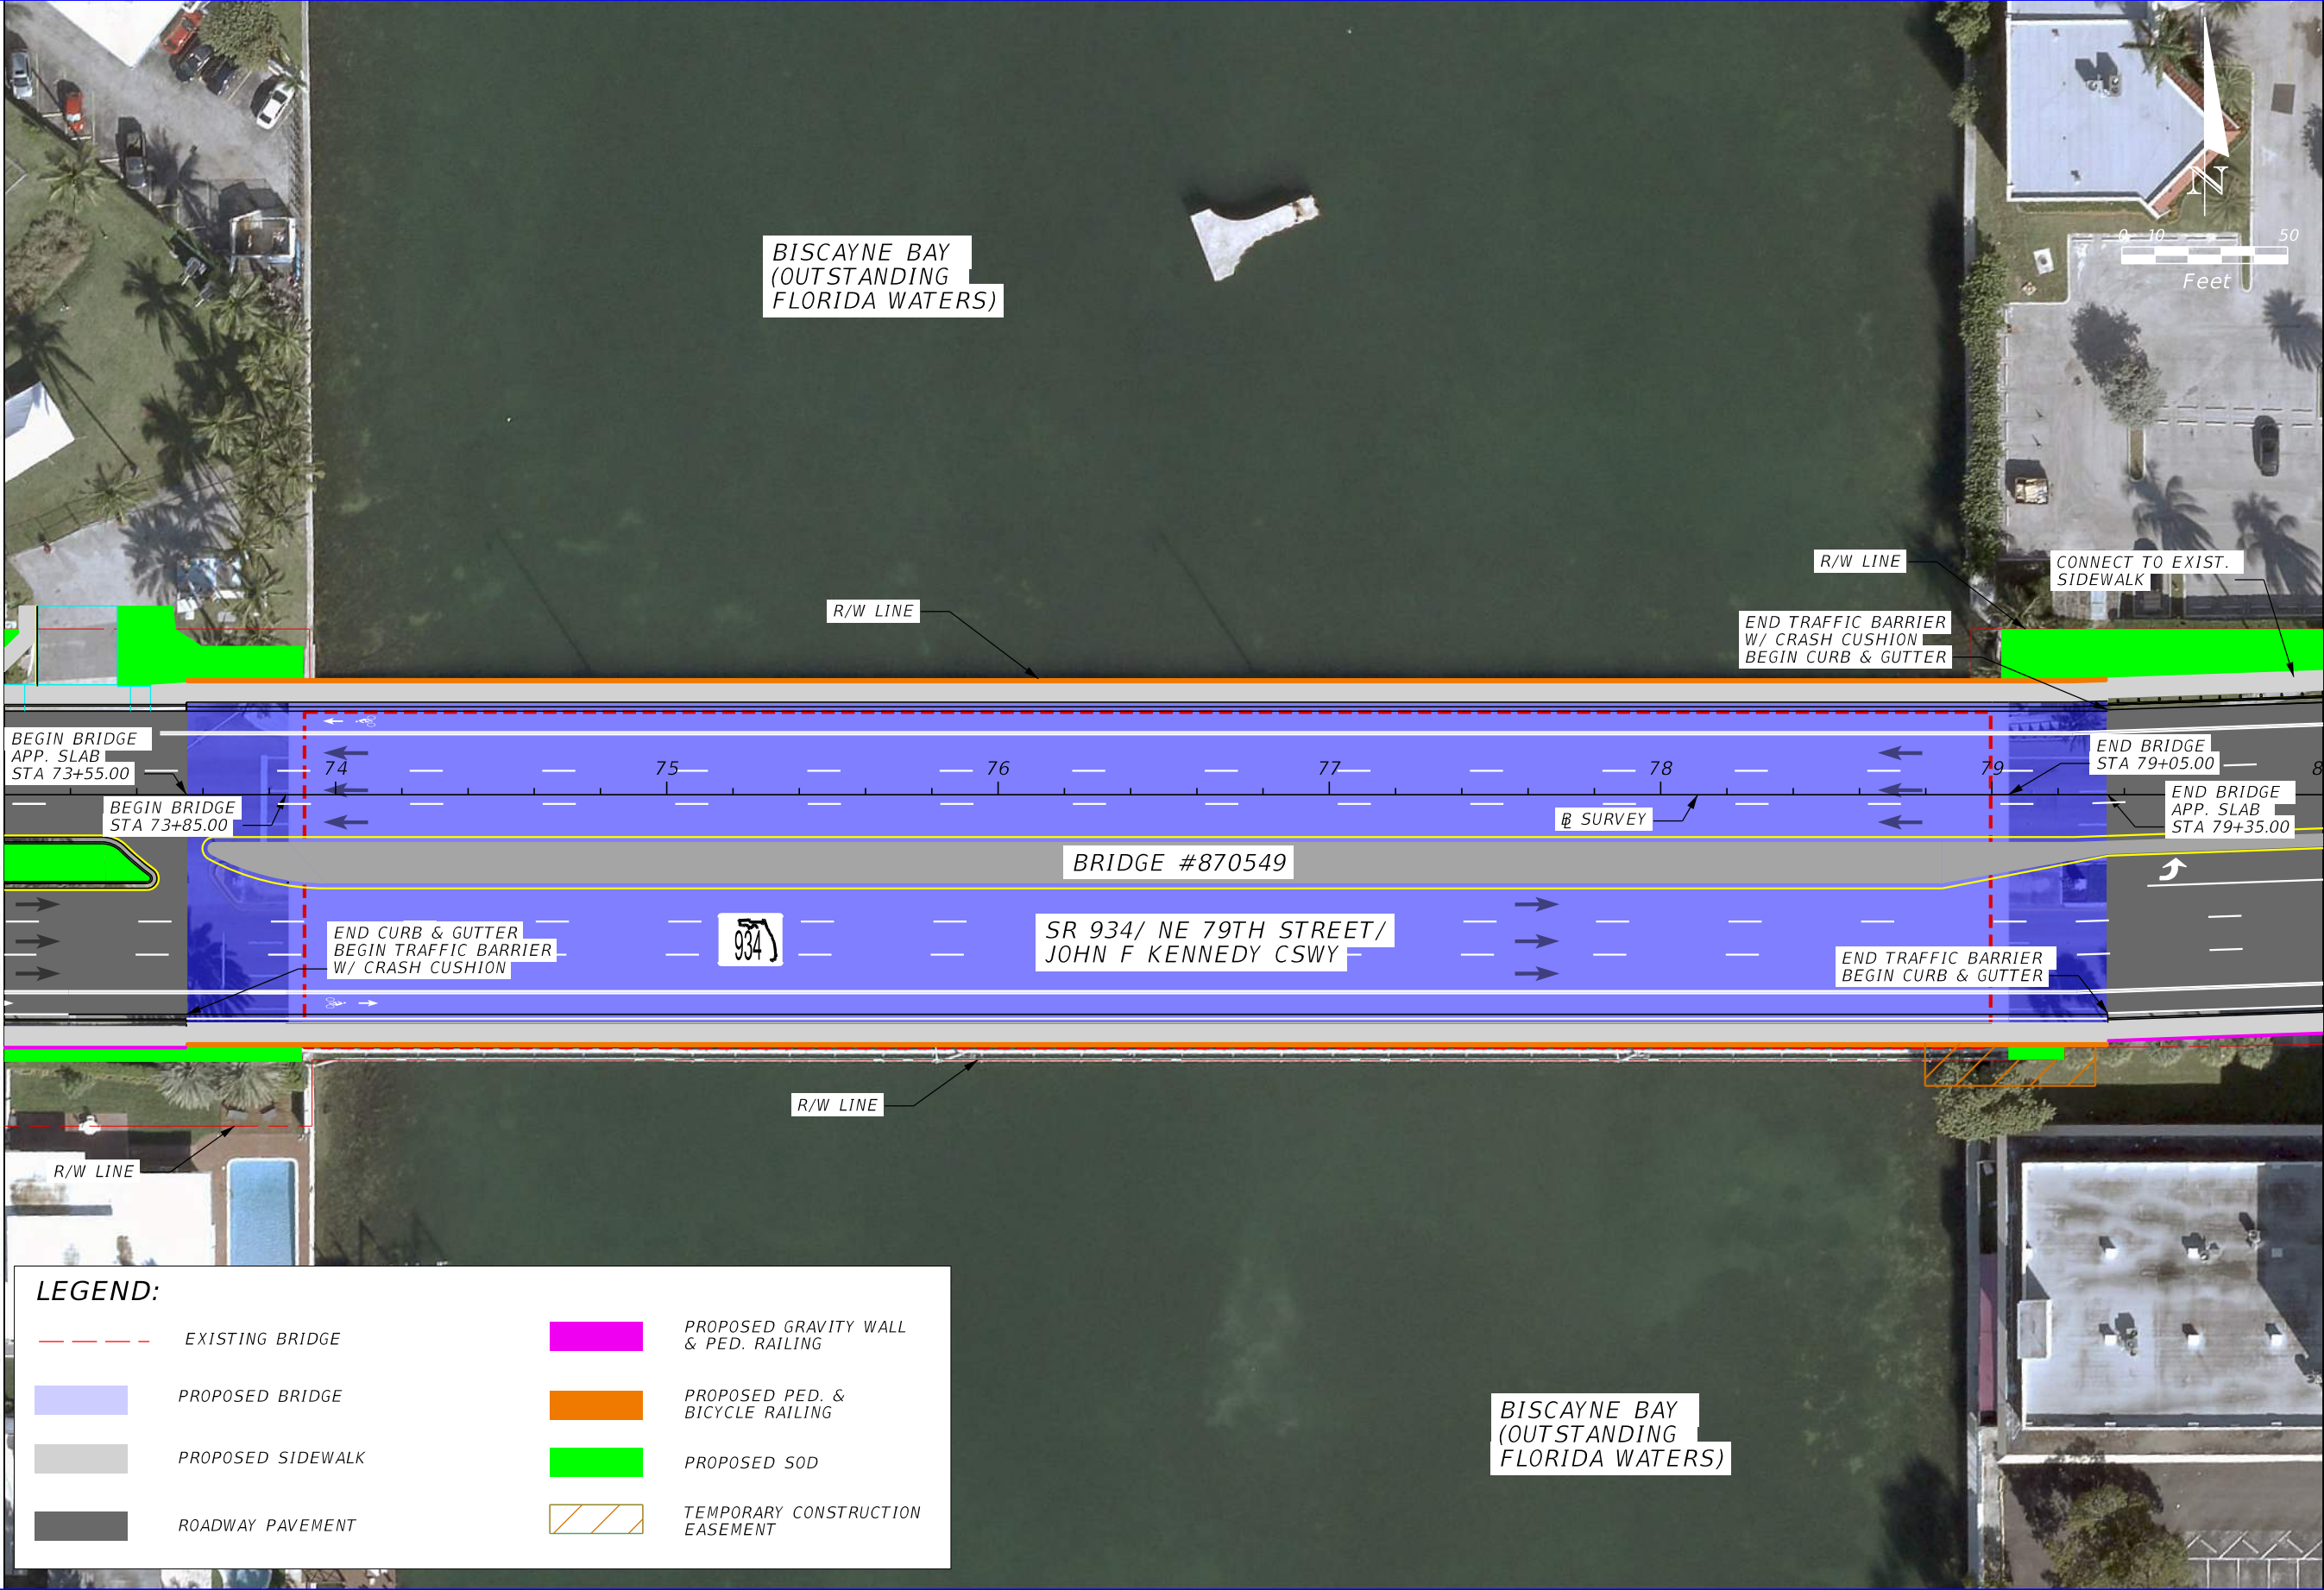 N
0 10 50
Feet
BISCAYNE BAY
(OUTSTANDING
FLORIDA WATERS)
R/W LINE
CONNECT TO EXIST.
SIDEWALK
R/W LINE
END TRAFFIC BARRIER
W/ CRASH CUSHION
BEGIN CURB & GUTTER
BEGIN BRIDGE
APP. SLAB
STA 73+55.00
END BRIDGE
STA 79+05.00
74 75 76 77 78 79 8
BEGIN BRIDGE
STA 73+85.00
℄ SURVEY
END BRIDGE
APP. SLAB
STA 79+35.00
BRIDGE #870549
END CURB & GUTTER
BEGIN TRAFFIC BARRIER
W/ CRASH CUSHION
934
SR 934/ NE 79TH STREET/
JOHN F KENNEDY CSWY
END TRAFFIC BARRIER
BEGIN CURB & GUTTER
R/W LINE
R/W LINE
LEGEND:
EXISTING BRIDGE
PROPOSED BRIDGE
PROPOSED SIDEWALK
ROADWAY PAVEMENT
PROPOSED GRAVITY WALL
& PED. RAILING
PROPOSED PED. &
BICYCLE RAILING
PROPOSED SOD
TEMPORARY CONSTRUCTION
EASEMENT
BISCAYNE BAY
(OUTSTANDING
FLORIDA WATERS)